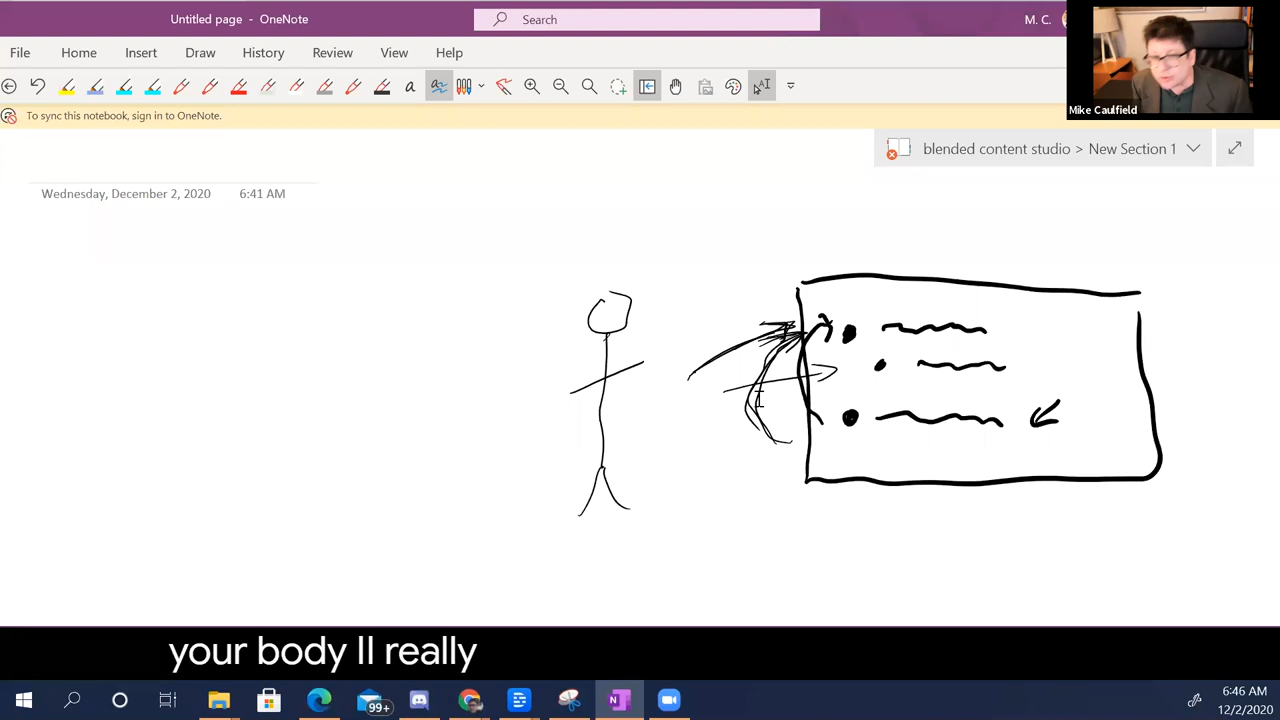 Untitled page - OneNote
Search
M. C.
File Home Insert Draw History Review View Help
To sync this notebook, sign in to OneNote.
Mike Caulfield
blended content studio > New Section 1
Wednesday, December 2, 2020 6:41 AM
your body ll really
99+
6:46 AM
12/2/2020